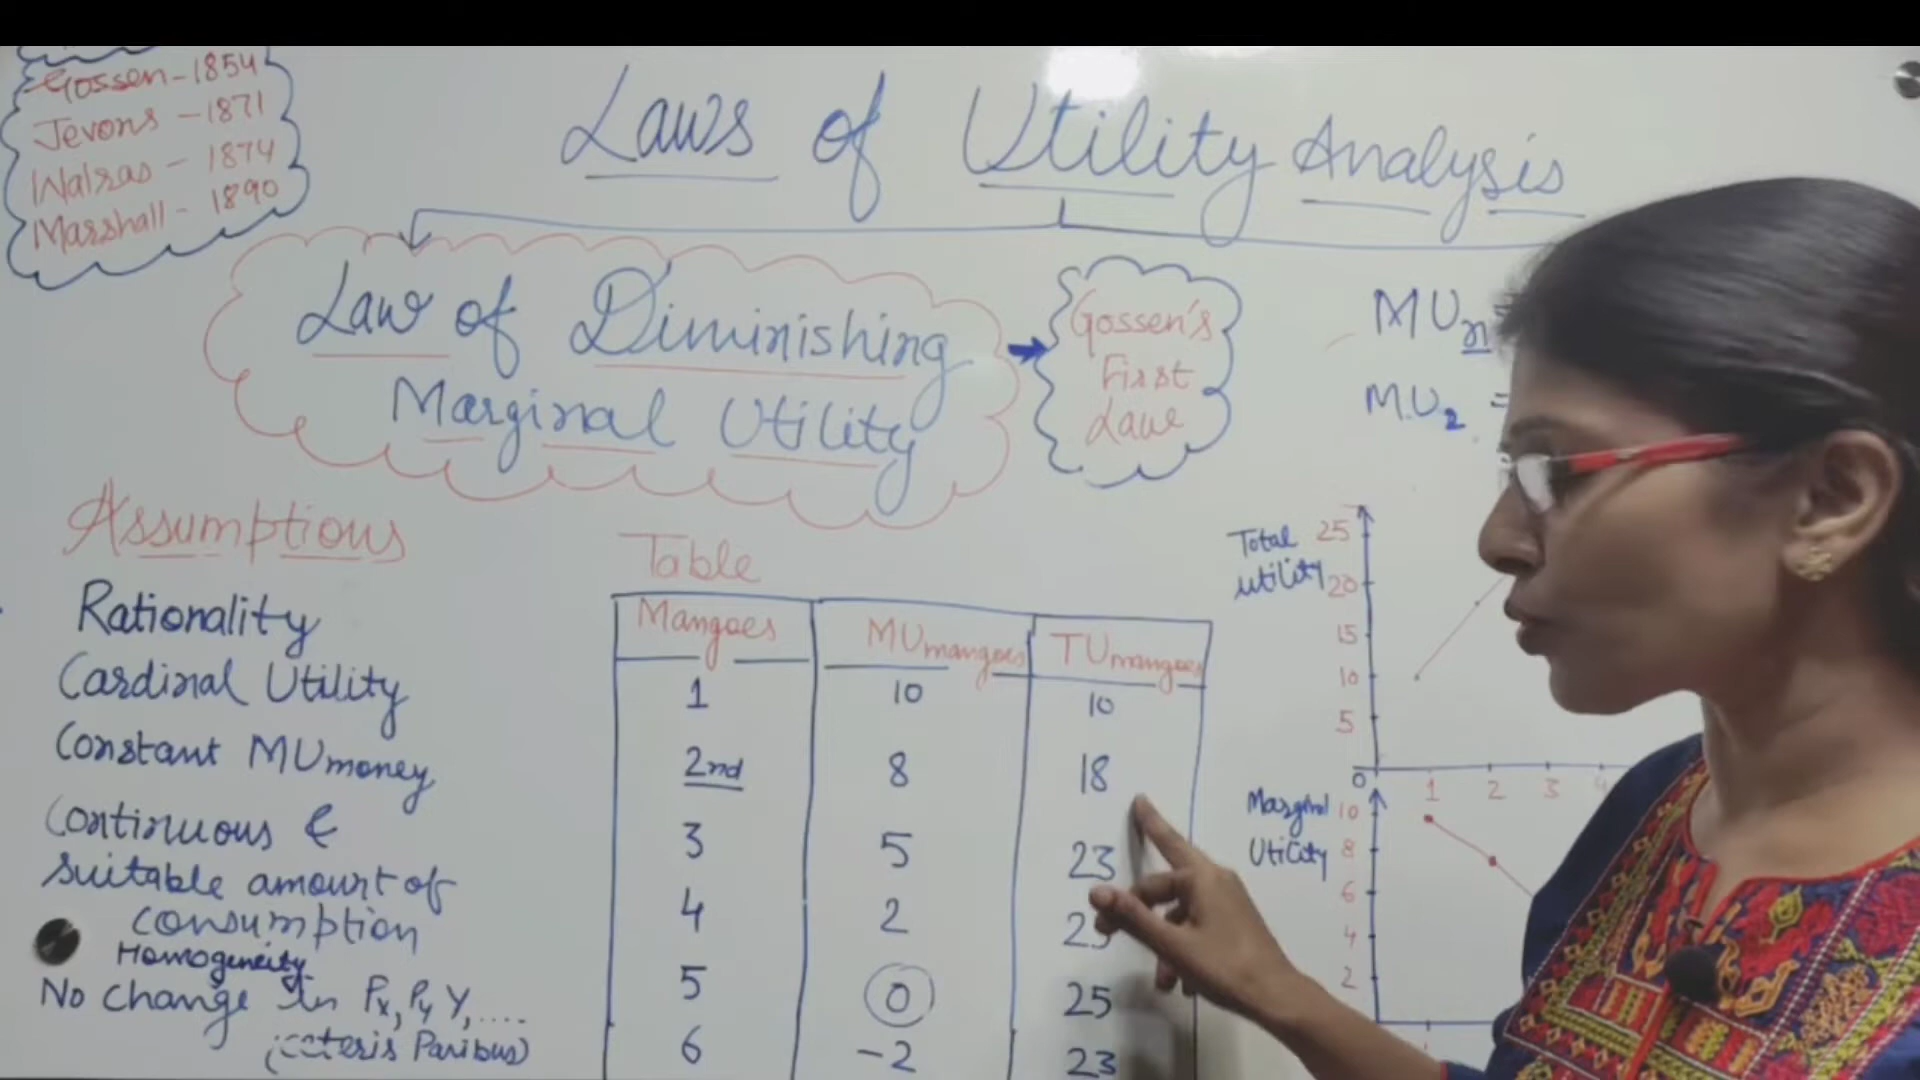 Gossen - 1854
Jevons - 1871
Walras - 1874
Marshall - 1890
Laws of Utility Analysis
Law of Diminishing
Marginal Utility
Gossen's
First
Law
MUn =
MU2 =
Assumptions
Rationality
Cardinal Utility
Constant MUmoney
Continuous &
suitable amount of
consumption
Homogeneity
No change in Px, Py Y, ....
(ceteris Paribus)
Table
Mangoes MUmangoes TUmangoes
1 10 10
2nd 8 18
3 5 23
4 2 25
5 0 25
6 -2 23
Total
utility
25
20
15
10
5
0 1 2 3 4
Marginal
Utility
10
8
6
4
2